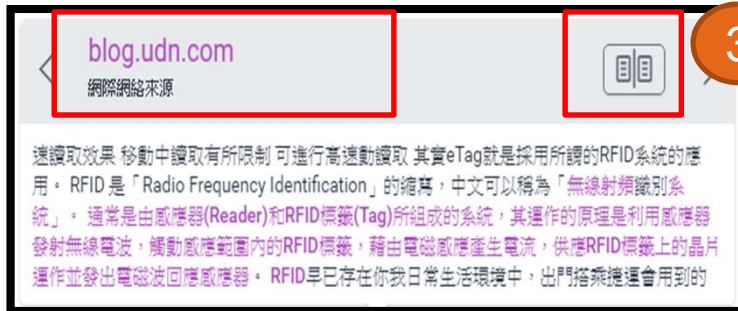 blog.udn.com
網際網絡來源
3
速讀取效果 移動中讀取有所限制 可進行高速動讀取 其實eTag就是採用所謂的RFID系統的應
用。 RFID 是「Radio Frequency Identification」的縮寫，中文可以稱為「無線射頻識別系
統」。 通常是由感應器(Reader)和RFID標籤(Tag)所組成的系統，其運作的原理是利用感應器
發射無線電波，觸動感應範圍內的RFID標籤，藉由電磁感應產生電流，供應RFID標籤上的晶片
運作並發出電磁波回應感應器。 RFID早已存在你我日常生活環境中，出門搭乘捷運會用到的